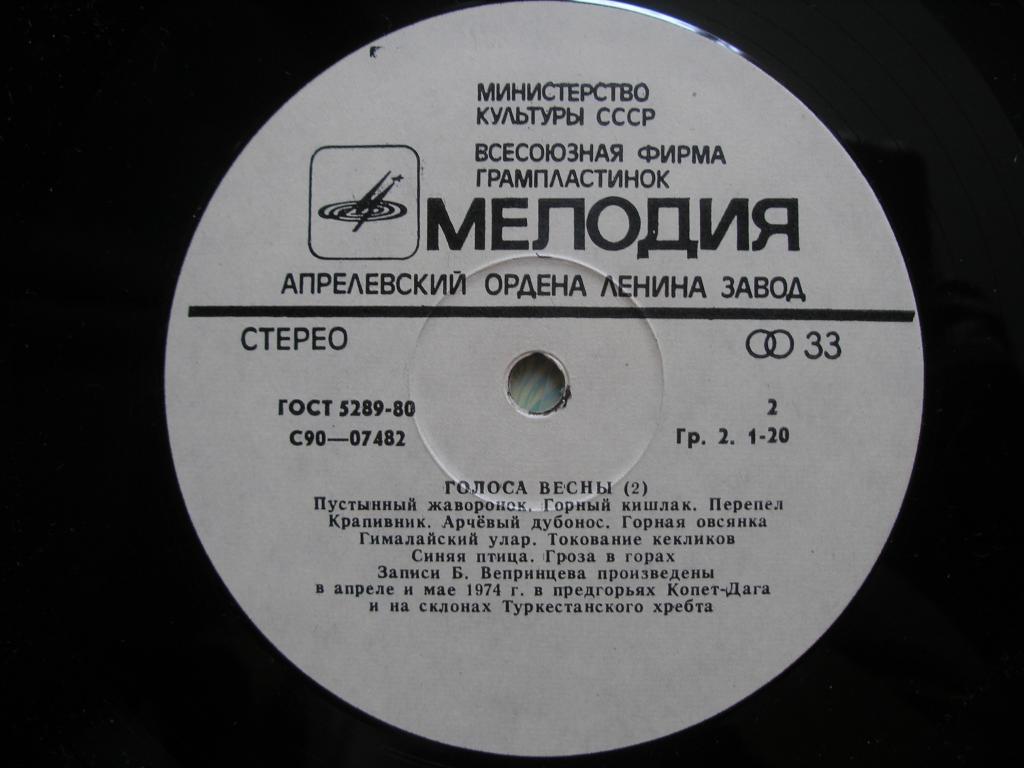 МИНИСТЕРСТВО
КУЛЬТУРЫ СССР
ВСЕСОЮЗНАЯ ФИРМА
ГРАМПЛАСТИНОК
МЕЛОДИЯ
АПРЕЛЕВСКИЙ ОРДЕНА ЛЕНИНА ЗАВОД
СТЕРЕО
33
ГОСТ 5289-80
2
С90—07482
Гр. 2. 1-20
ГОЛОСА ВЕСНЫ (2)
Пустынный жаворонок. Горный кишлак. Перепел
Крапивник. Арчёвый дубонос. Горная овсянка
Гималайский улар. Токование кекликов
Синяя птица. Гроза в горах
Записи Б. Вепринцева произведены
в апреле и мае 1974 г. в предгорьях Копет-Дага
и на склонах Туркестанского хребта